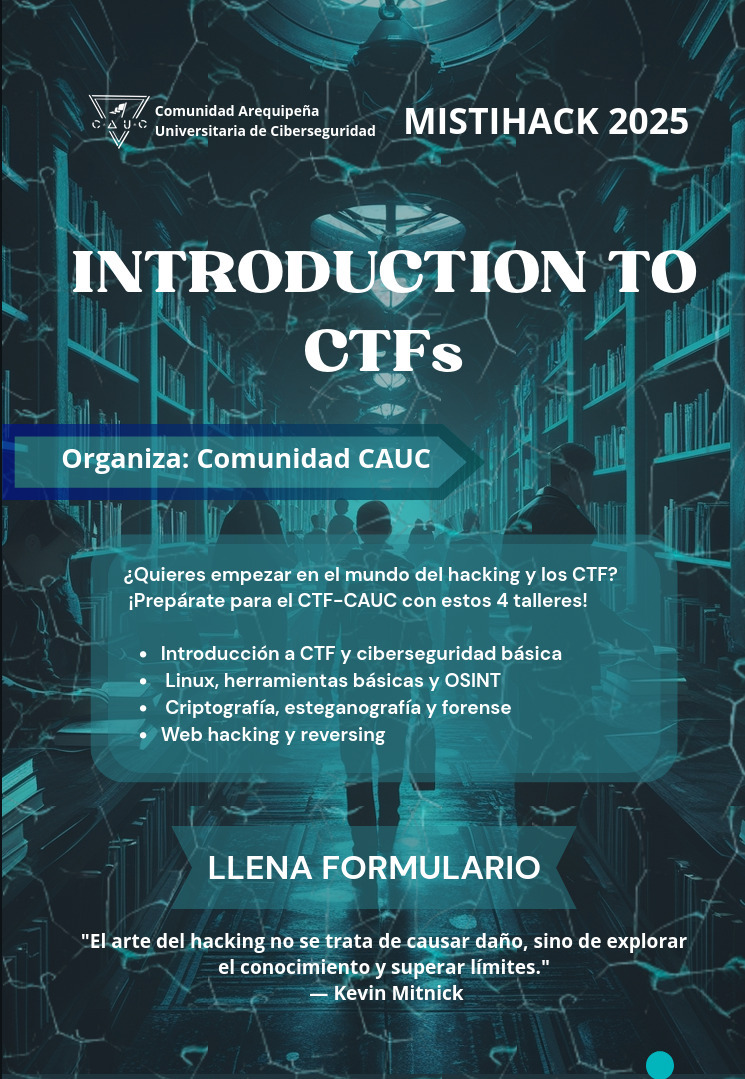 C A U C
Comunidad Arequipeña
Universitaria de Ciberseguridad
MISTIHACK 2025
INTRODUCTION TO
CTFs
Organiza: Comunidad CAUC
¿Quieres empezar en el mundo del hacking y los CTF?
¡Prepárate para el CTF-CAUC con estos 4 talleres!
• Introducción a CTF y ciberseguridad básica
• Linux, herramientas básicas y OSINT
• Criptografía, esteganografía y forense
• Web hacking y reversing
LLENA FORMULARIO
"El arte del hacking no se trata de causar daño, sino de explorar
el conocimiento y superar límites."
— Kevin Mitnick